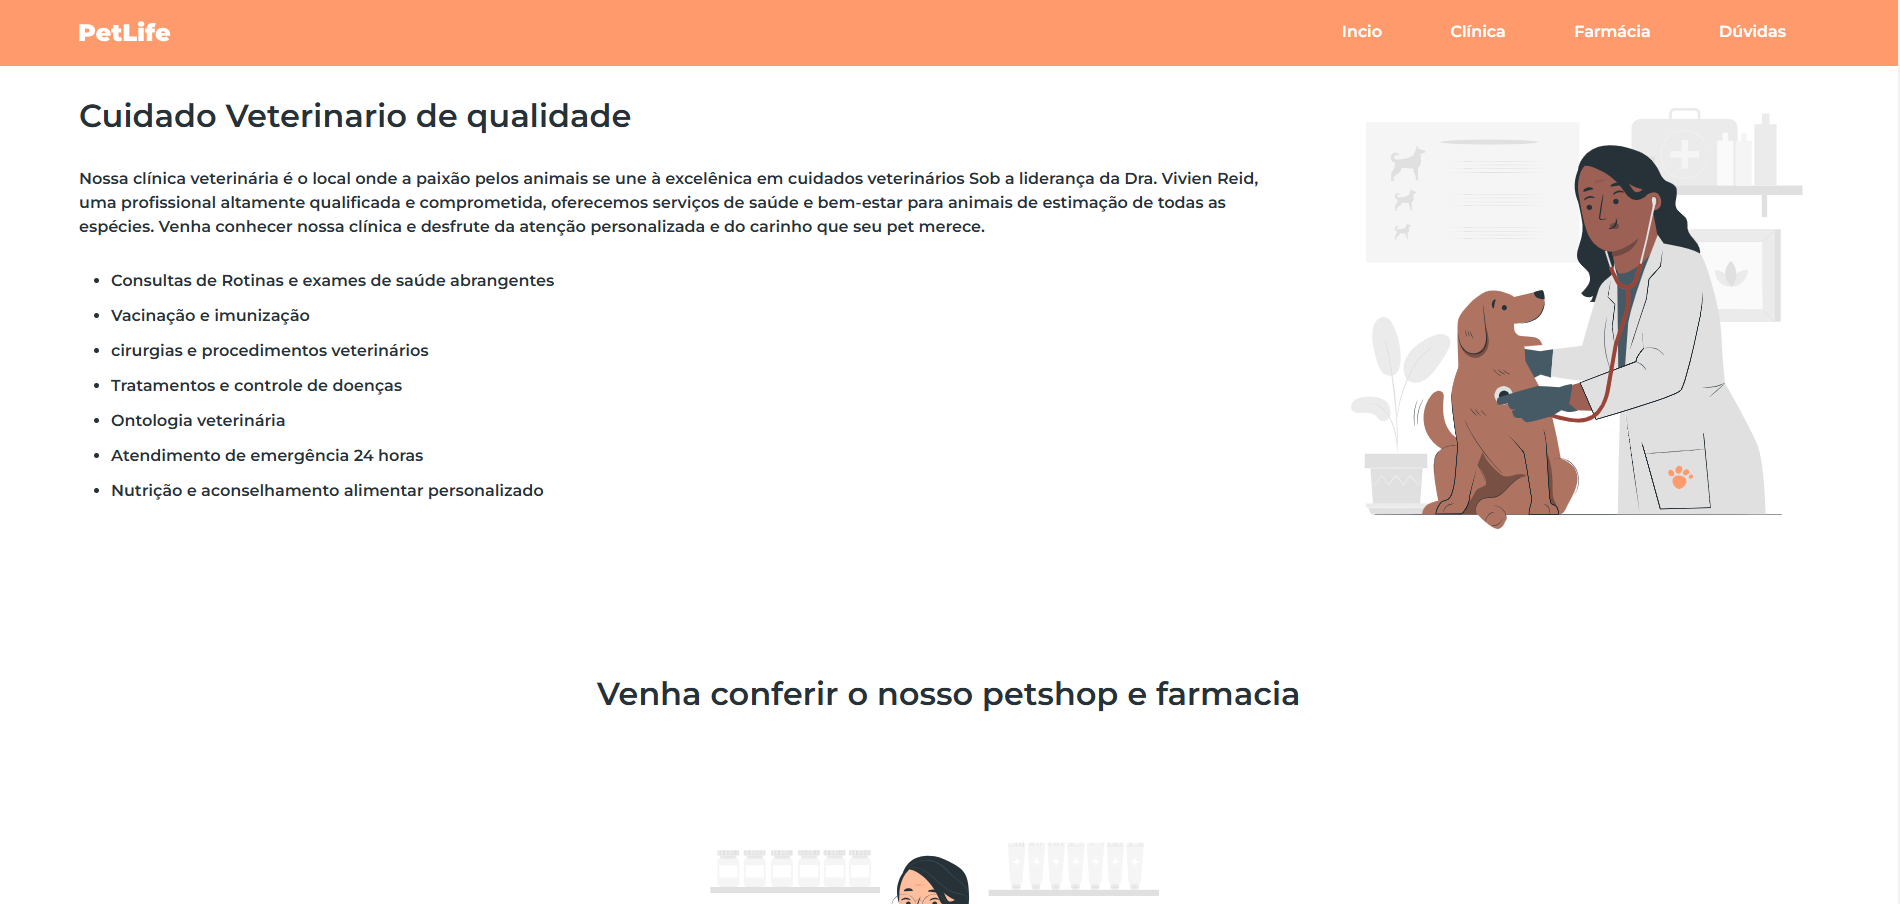 PetLife
Incio
Clínica
Farmácia
Dúvidas
Cuidado Veterinario de qualidade
Nossa clínica veterinária é o local onde a paixão pelos animais se une à excelênica em cuidados veterinários Sob a liderança da Dra. Vivien Reid,
uma profissional altamente qualificada e comprometida, oferecemos serviços de saúde e bem-estar para animais de estimação de todas as
espécies. Venha conhecer nossa clínica e desfrute da atenção personalizada e do carinho que seu pet merece.
• Consultas de Rotinas e exames de saúde abrangentes
• Vacinação e imunização
• cirurgias e procedimentos veterinários
• Tratamentos e controle de doenças
• Ontologia veterinária
• Atendimento de emergência 24 horas
• Nutrição e aconselhamento alimentar personalizado
Venha conferir o nosso petshop e farmacia